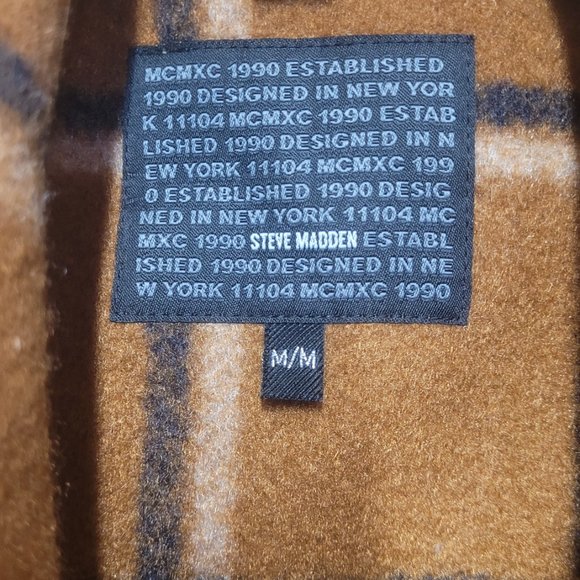 MCMXC 1990 ESTABLISHED
1990 DESIGNED IN NEW YOR
K 11104 MCMXC 1990 ESTAB
LISHED 1990 DESIGNED IN N
EW YORK 11104 MCMXC 199
0 ESTABLISHED 1990 DESIG
NED IN NEW YORK 11104 MC
MXC 1990 STEVE MADDEN ESTABL
ISHED 1990 DESIGNED IN NE
W YORK 11104 MCMXC 1990
M/M